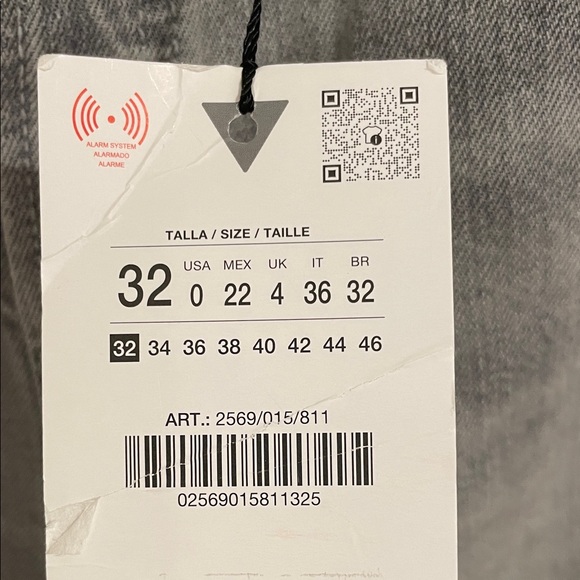 ALARM SYSTEM
ALARMADO
ALARME
TALLA / SIZE / TAILLE
32 USA 0 MEX 22 UK 4 IT 36 BR 32
32 34 36 38 40 42 44 46
ART.: 2569/015/811
02569015811325